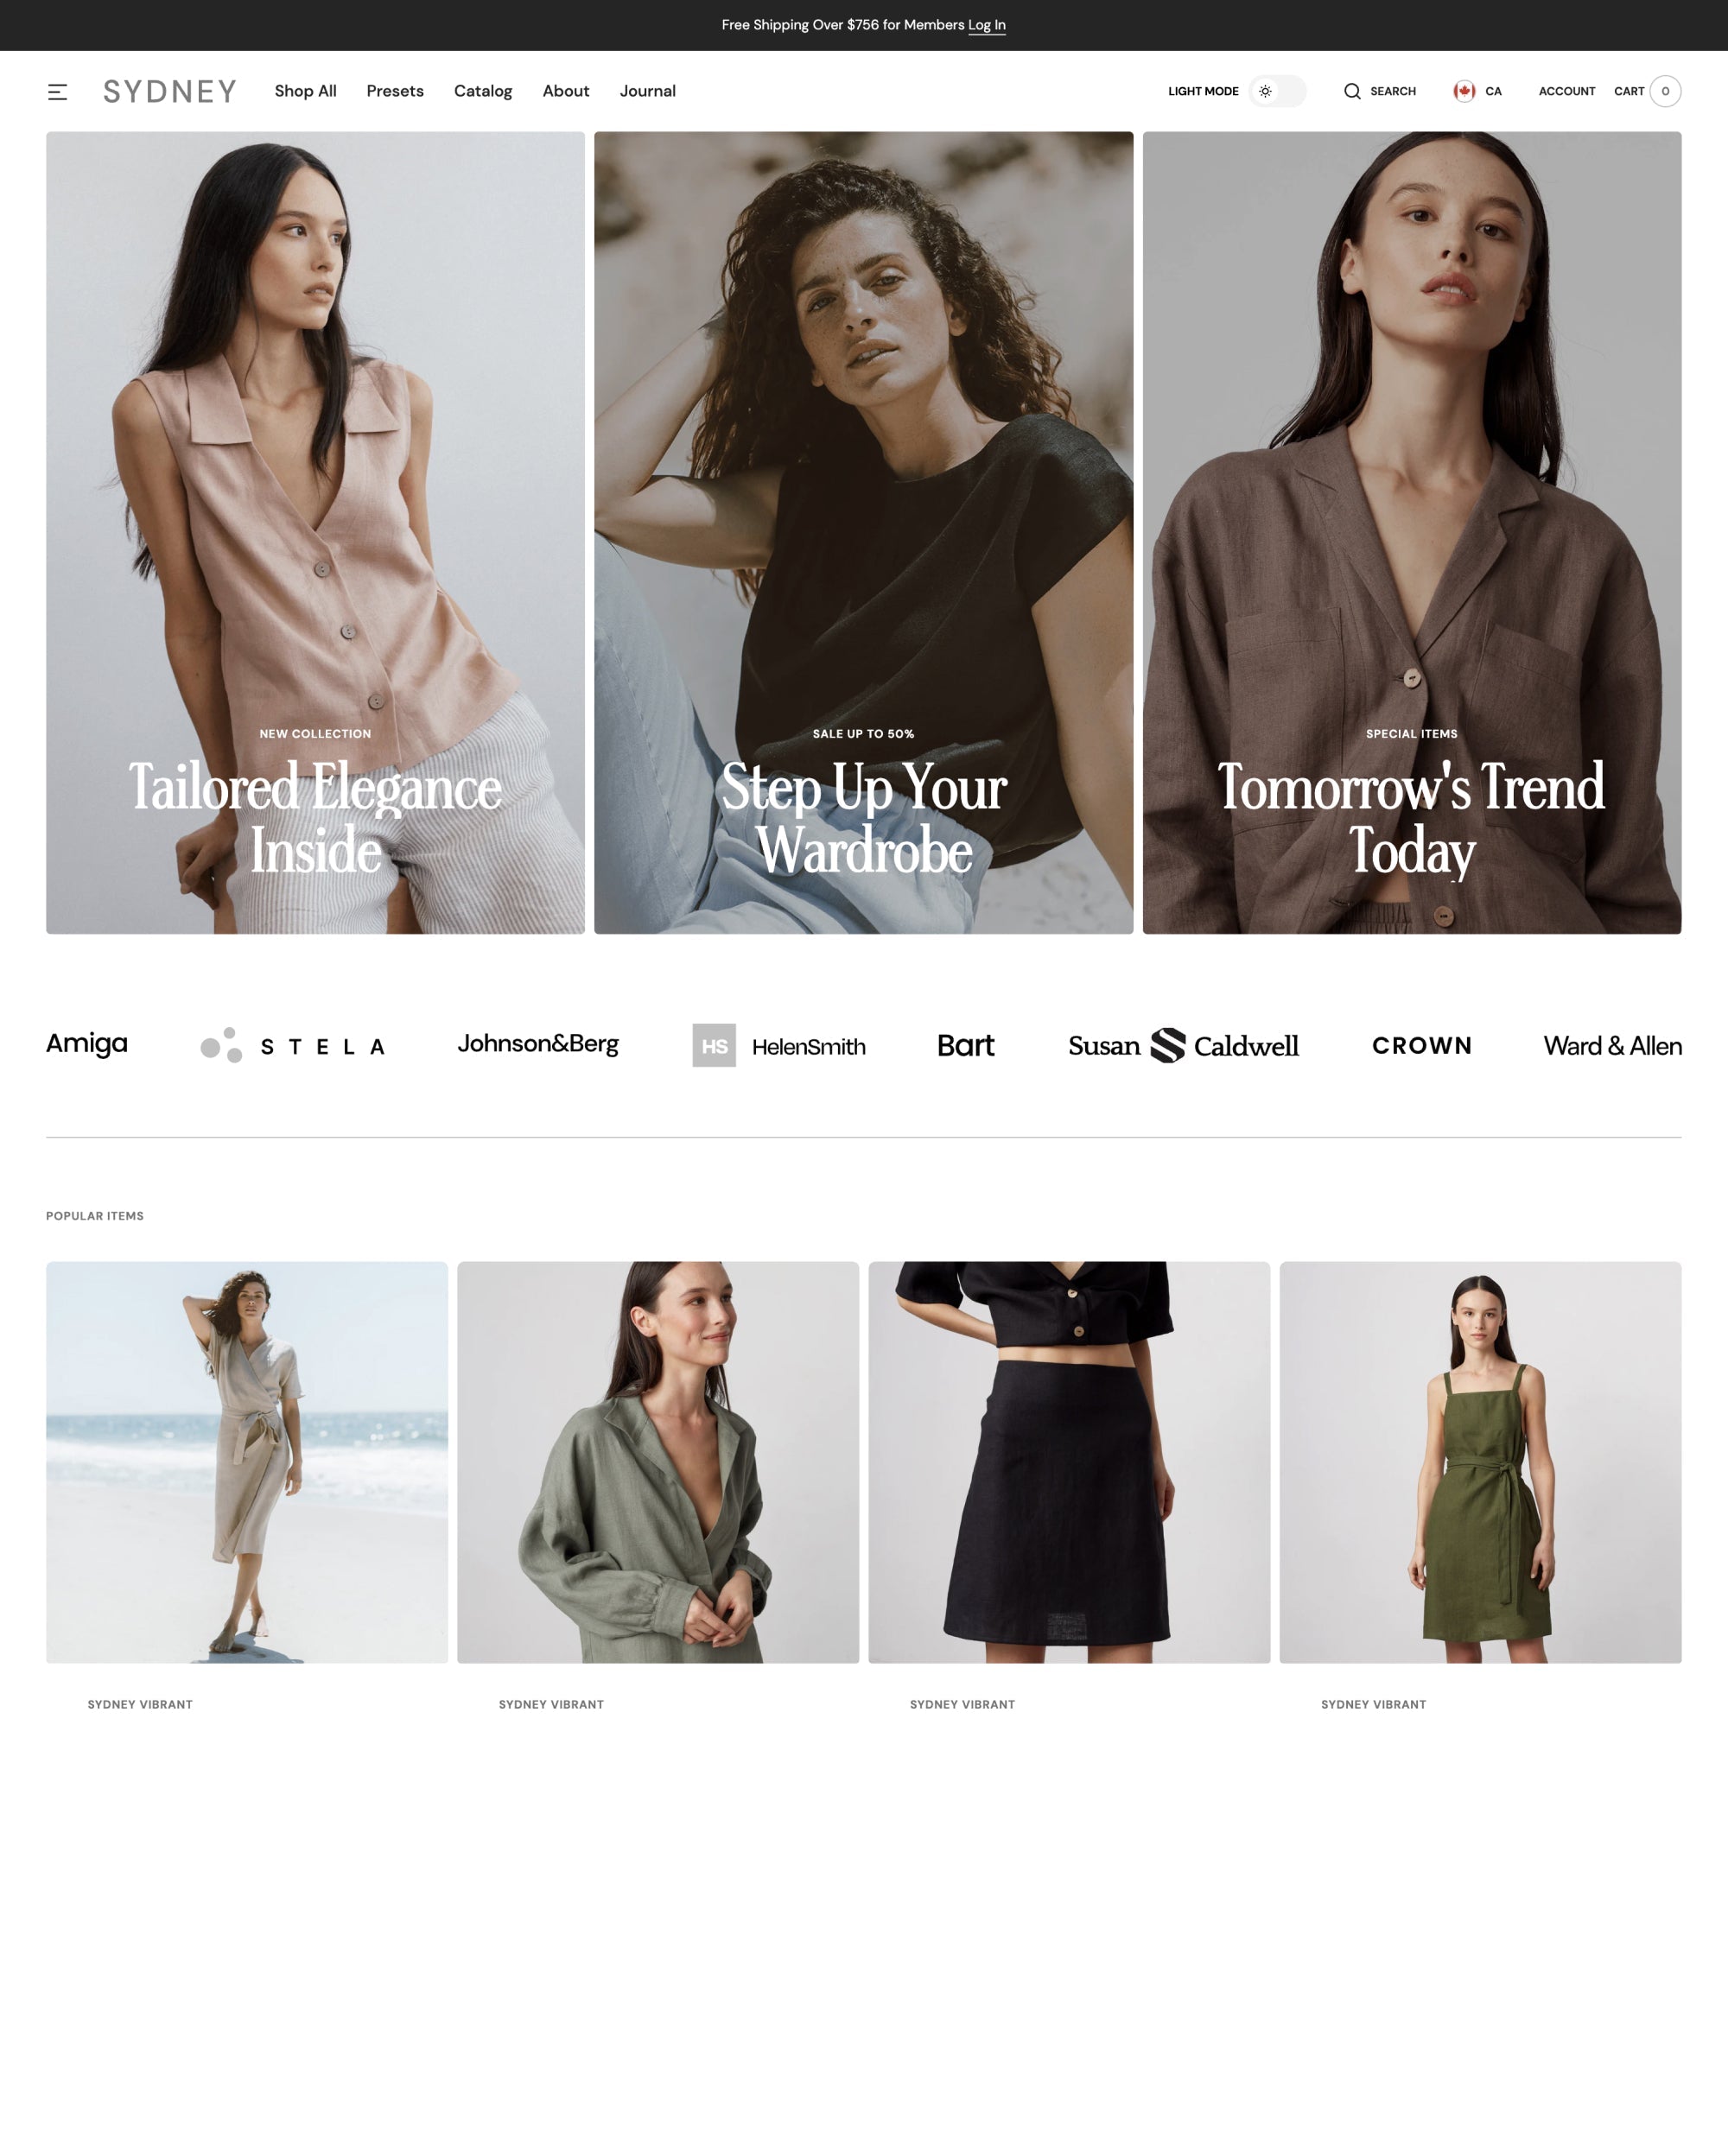 Free Shipping Over $756 for Members Log In
SYDNEY
Shop All
Presets
Catalog
About
Journal
LIGHT MODE
SEARCH
CA
ACCOUNT
CART
0
NEW COLLECTION
Tailored Elegance
Inside
SALE UP TO 50%
Step Up Your
Wardrobe
SPECIAL ITEMS
Tomorrow's Trend
Today
Amiga
STELA
Johnson&Berg
HS HelenSmith
Bart
Susan S Caldwell
CROWN
Ward & Allen
POPULAR ITEMS
SYDNEY VIBRANT
SYDNEY VIBRANT
SYDNEY VIBRANT
SYDNEY VIBRANT